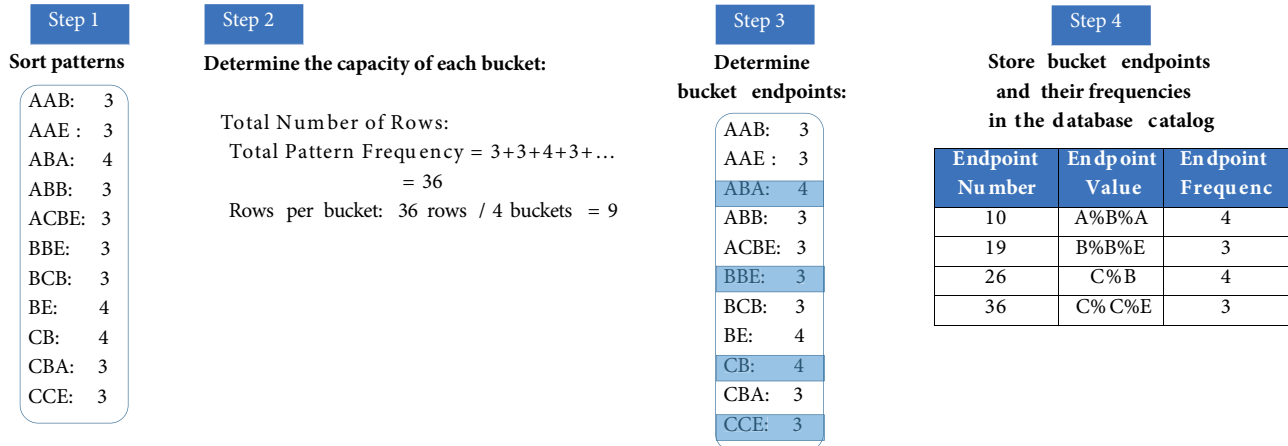 Step 1
Sort patterns
AAB: 3
AAE : 3
ABA: 4
ABB: 3
ACBE: 3
BBE: 3
BCB: 3
BE: 4
CB: 4
CBA: 3
CCE: 3
Step 2
Determine the capacity of each bucket:
Total Number of Rows:
Total Pattern Frequency = 3+3+4+3+…
= 36
Rows per bucket: 36 rows / 4 buckets = 9
Step 3
Determine
bucket endpoints:
AAB: 3
AAE : 3
ABA: 4
ABB: 3
ACBE: 3
BBE: 3
BCB: 3
BE: 4
CB: 4
CBA: 3
CCE: 3
Step 4
Store bucket endpoints
and their frequencies
in the database catalog
Endpoint Endpoint Endpoint
Number Value Frequenc
10 A%B%A 4
19 B%B%E 3
26 C%B 4
36 C%C%E 3